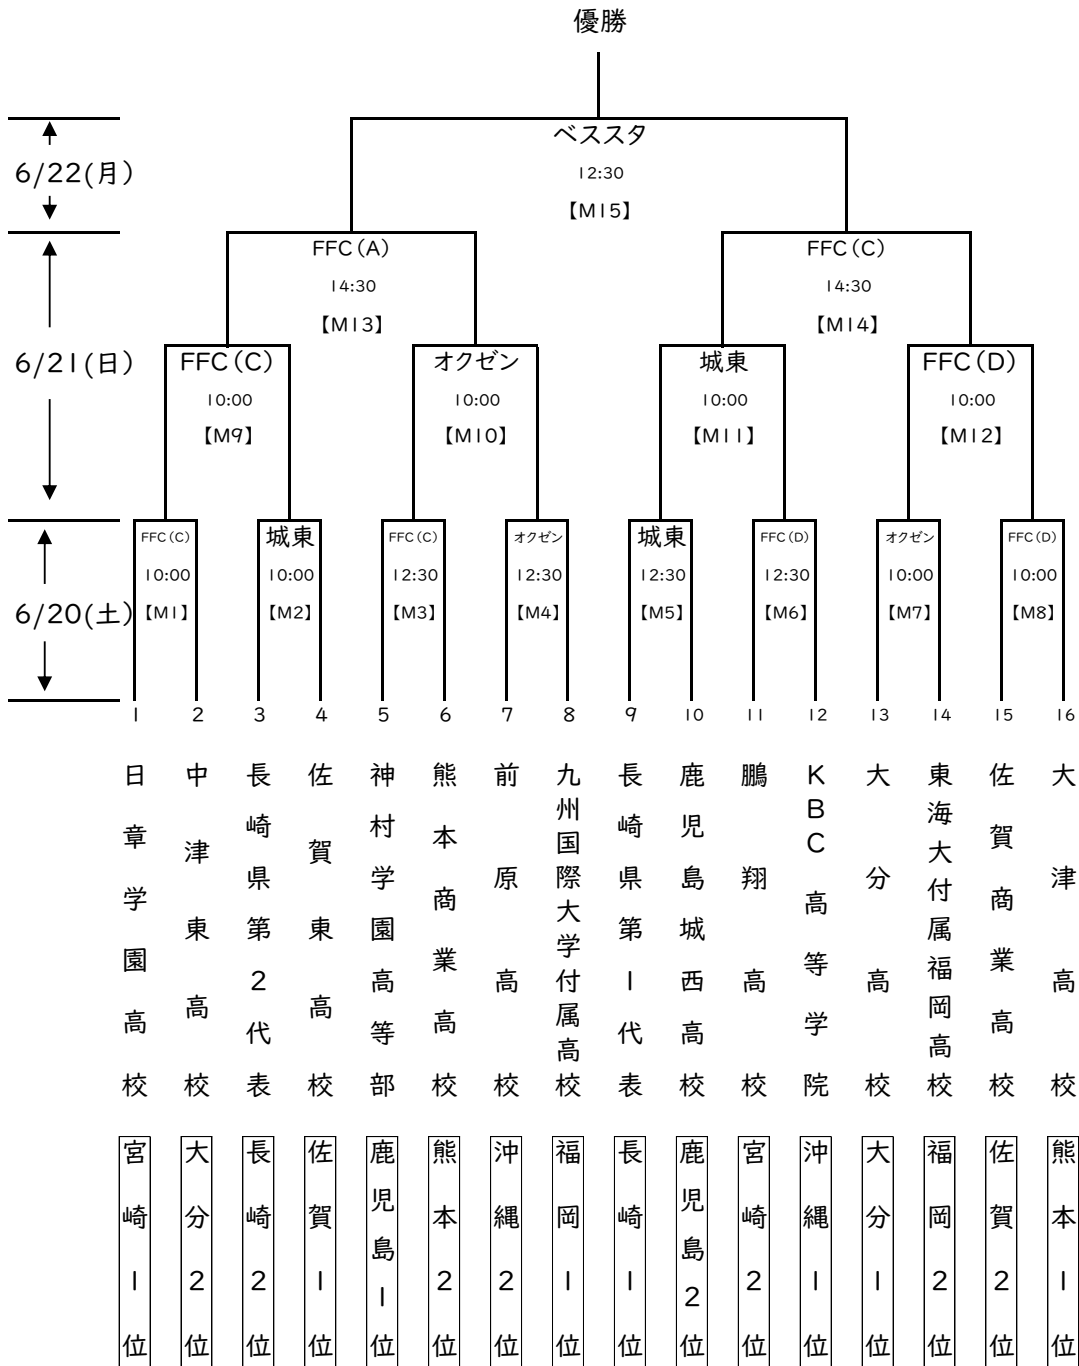 優勝
ベススタ
12:30
【M15】
6/22(月)
FFC(A)
14:30
【M13】
FFC(C)
14:30
【M14】
6/21(日)
FFC(C)
10:00
【M9】
オクゼン
10:00
【M10】
城東
10:00
【M11】
FFC(D)
10:00
【M12】
6/20(土)
FFC(C)
10:00
【M1】
城東
10:00
【M2】
FFC(C)
12:30
【M3】
オクゼン
12:30
【M4】
城東
12:30
【M5】
FFC(D)
12:30
【M6】
オクゼン
10:00
【M7】
FFC(D)
10:00
【M8】
1 2 3 4 5 6 7 8 9 10 11 12 13 14 15 16
日章学園高校
中津東高校
長崎県第2代表
佐賀東高校
神村学園高等部
熊本商業高校
前原高校
九州国際大学付属高校
長崎県第1代表
鹿児島城西高校
鵬翔高校
KBC高等学院
大分高校
東海大付属福岡高校
佐賀商業高校
大津高校
宮崎1位
大分2位
長崎2位
佐賀1位
鹿児島1位
熊本2位
沖縄2位
福岡1位
長崎1位
鹿児島2位
宮崎2位
沖縄1位
大分1位
福岡2位
佐賀2位
熊本1位